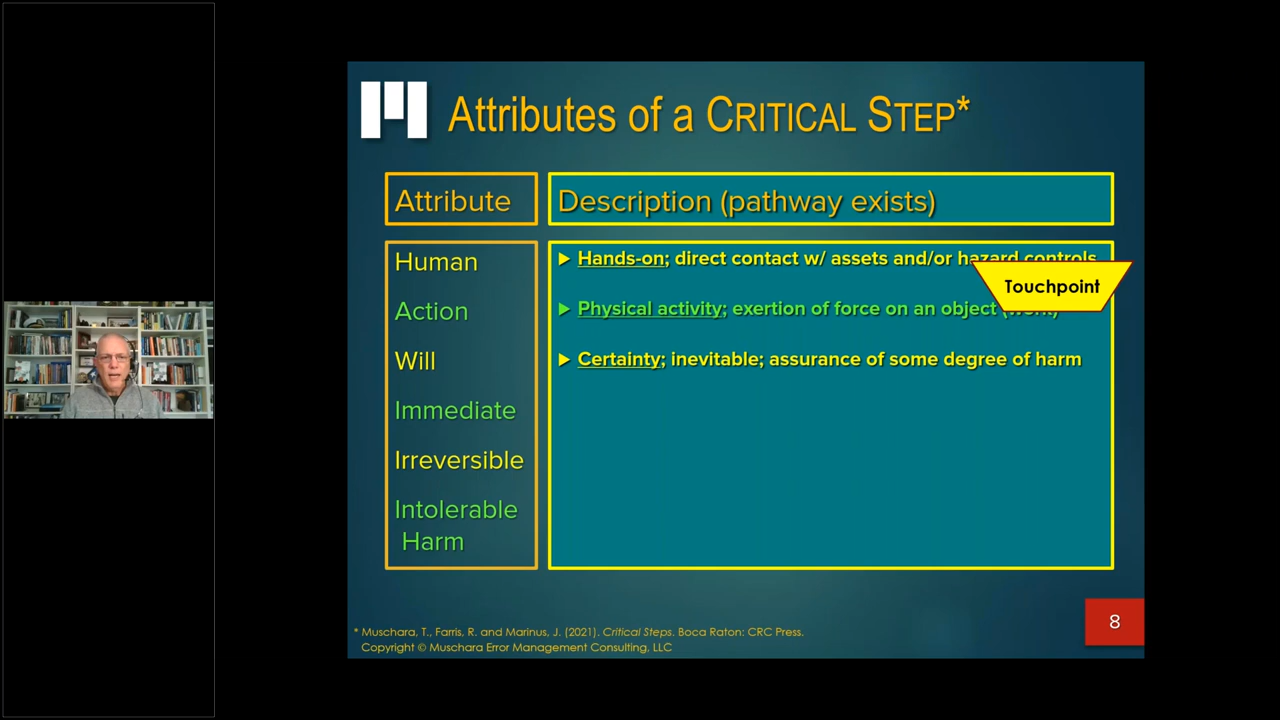 Attributes of a CRITICAL STEP*
Attribute
Description (pathway exists)
Human
▶ Hands-on; direct contact w/ assets and/or hazard controls
Touchpoint
Action
▶ Physical activity; exertion of force on an object (work)
Will
▶ Certainty; inevitable; assurance of some degree of harm
Immediate
Irreversible
Intolerable
Harm
8
* Muschara, T., Farris, R. and Marinus, J. (2021). Critical Steps. Boca Raton: CRC Press.
Copyright © Muschara Error Management Consulting, LLC